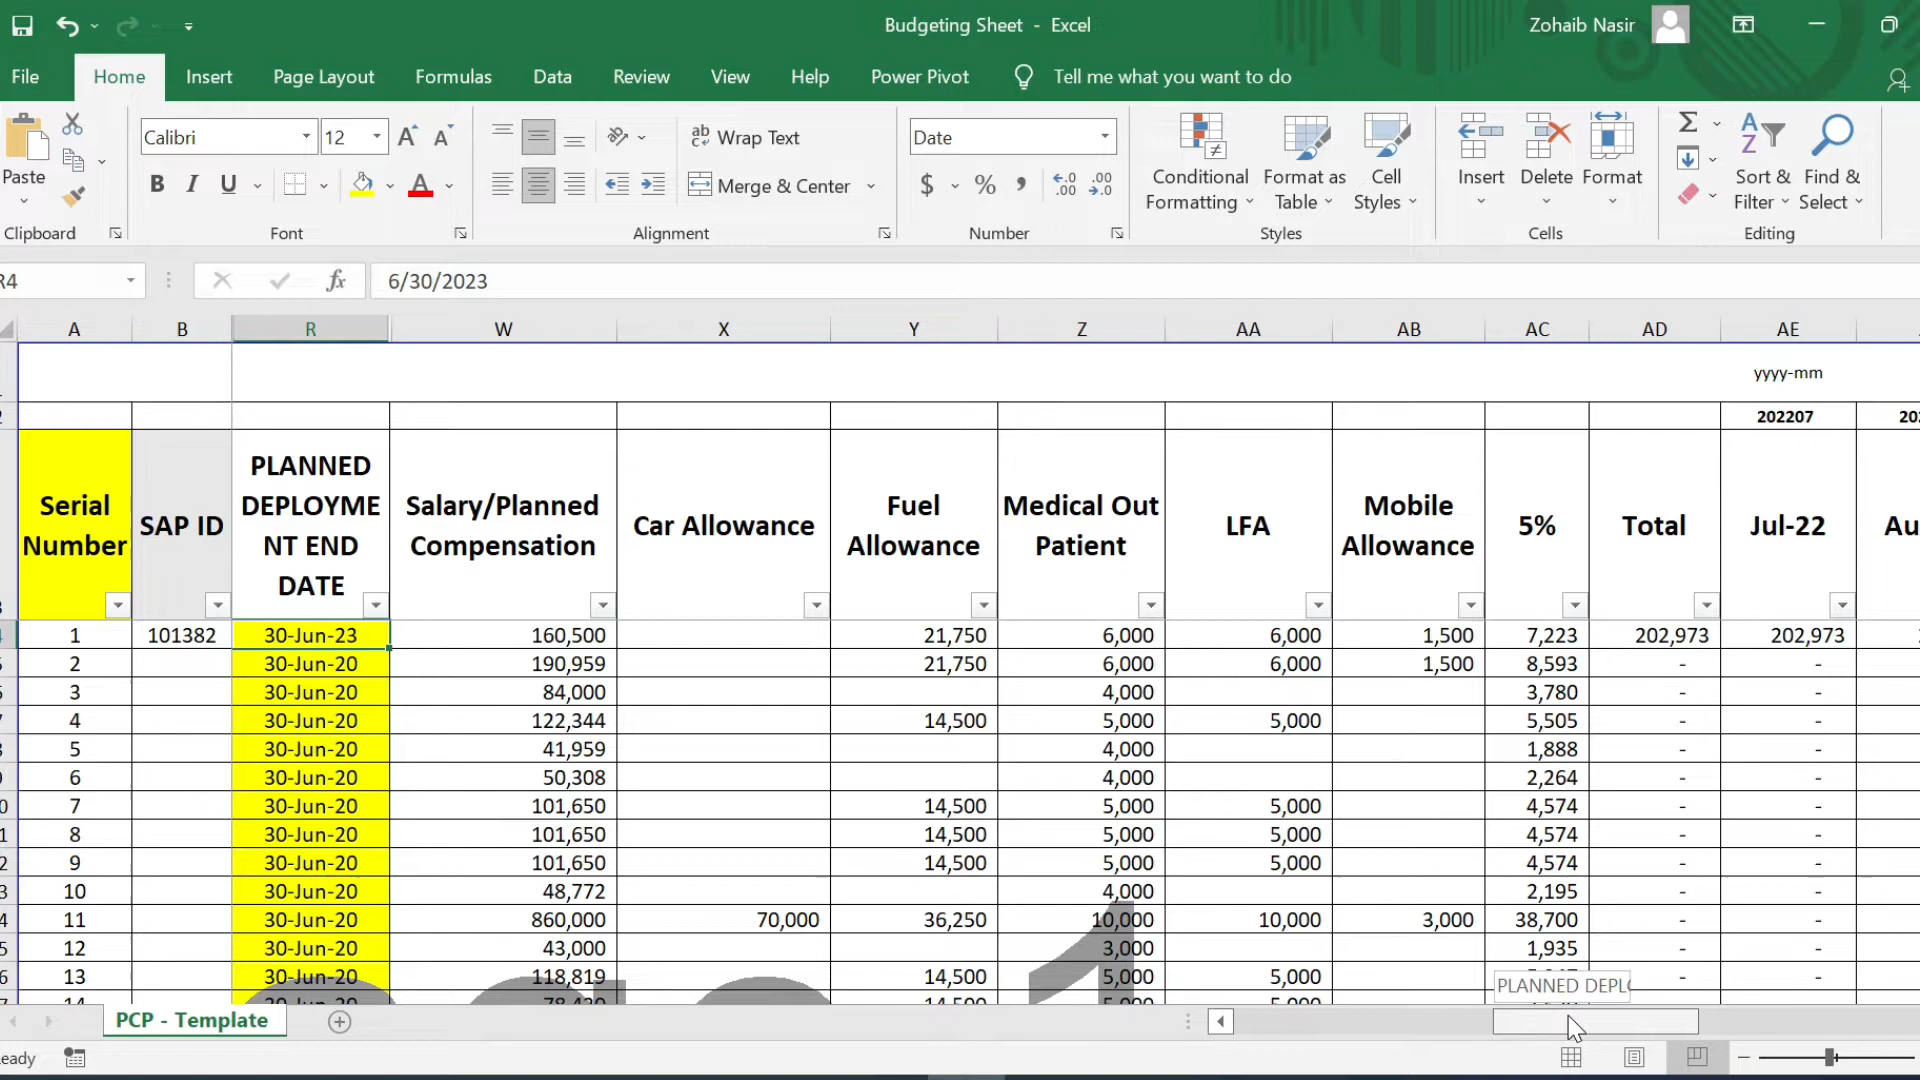 Budgeting Sheet - Excel
Zohaib Nasir
File Home Insert Page Layout Formulas Data Review View Help Power Pivot Tell me what you want to do
Paste
Clipboard
Calibri 12
B I U
Font
Wrap Text
Merge & Center
Alignment
Date
$ % ,
Number
Conditional Formatting
Format as Table
Cell Styles
Styles
Insert Delete Format
Cells
Sort & Filter
Find & Select
Editing
R4 fx 6/30/2023
A B R W X Y Z AA AB AC AD AE
yyyy-mm
202207
Serial Number
SAP ID
PLANNED
DEPLOYME
NT END
DATE
Salary/Planned
Compensation
Car Allowance
Fuel
Allowance
Medical Out
Patient
LFA
Mobile
Allowance
5%
Total
Jul-22
1 101382 30-Jun-23 160,500 21,750 6,000 6,000 1,500 7,223 202,973 202,973
2 30-Jun-20 190,959 21,750 6,000 6,000 1,500 8,593 - -
3 30-Jun-20 84,000 4,000 3,780 - -
4 30-Jun-20 122,344 14,500 5,000 5,000 5,505 - -
5 30-Jun-20 41,959 4,000 1,888 - -
6 30-Jun-20 50,308 4,000 2,264 - -
7 30-Jun-20 101,650 14,500 5,000 5,000 4,574 - -
8 30-Jun-20 101,650 14,500 5,000 5,000 4,574 - -
9 30-Jun-20 101,650 14,500 5,000 5,000 4,574 - -
10 30-Jun-20 48,772 4,000 2,195 - -
11 30-Jun-20 860,000 70,000 36,250 10,000 10,000 3,000 38,700 - -
12 30-Jun-20 43,000 3,000 1,935 - -
13 30-Jun-20 118,819 14,500 5,000 5,000 - -
PLANNED DEPL
PCP - Template